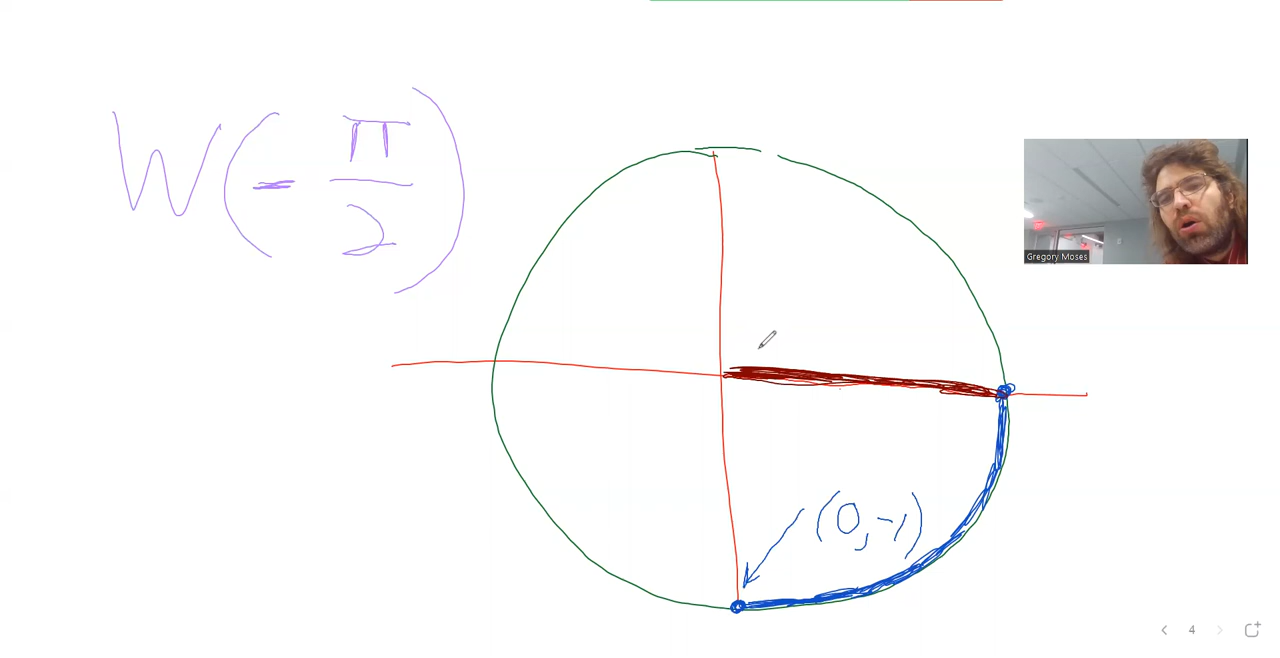 W(-π/2)
(0,-1)
Gregory Moses
4